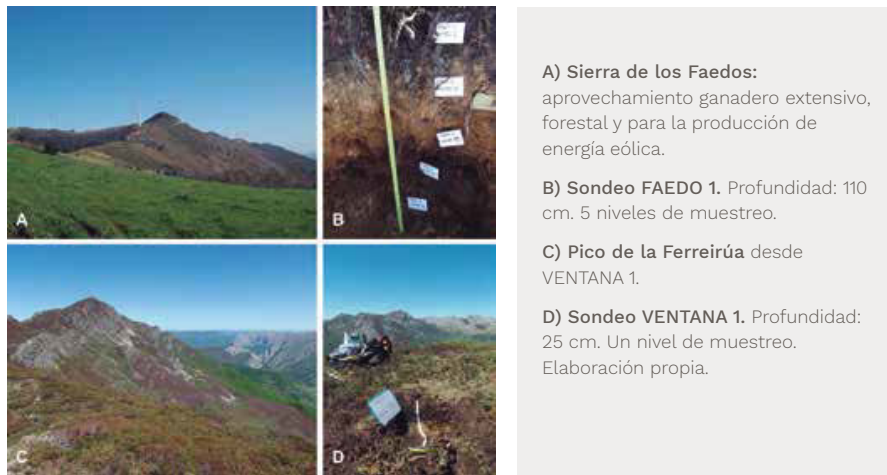 A
B
C
D
A) Sierra de los Faedos:
aprovechamiento ganadero extensivo,
forestal y para la producción de
energía eólica.
B) Sondeo FAEDO 1. Profundidad: 110
cm. 5 niveles de muestreo.
C) Pico de la Ferreirúa desde
VENTANA 1.
D) Sondeo VENTANA 1. Profundidad:
25 cm. Un nivel de muestreo.
Elaboración propia.